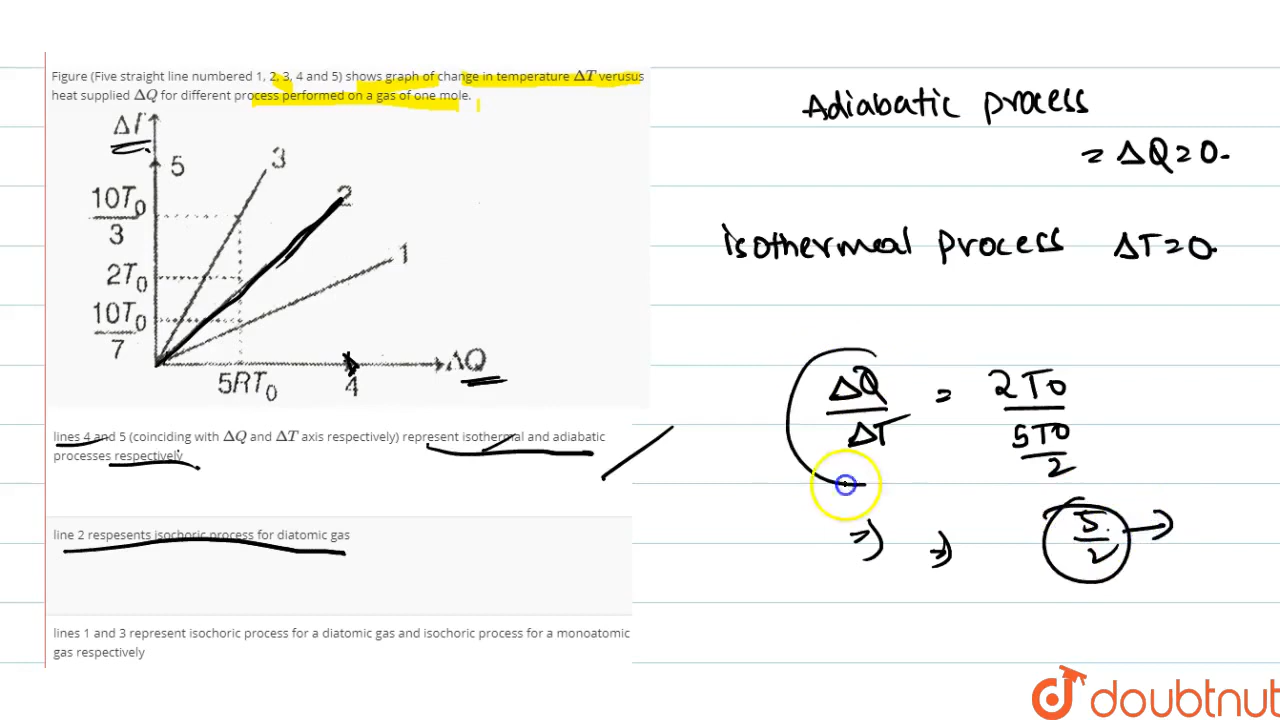 Figure (Five straight line numbered 1, 2, 3, 4 and 5) shows graph of change in temperature ΔT verusus
heat supplied ΔQ for different process performed on a gas of one mole.
ΔT
5
3
2
1
10T₀/3
2T₀
10T₀/7
5RT₀
4
ΔQ
lines 4 and 5 (coinciding with ΔQ and ΔT axis respectively) represent isothermal and adiabatic
processes respectively
line 2 respesents isochoric process for diatomic gas
lines 1 and 3 represent isochoric process for a diatomic gas and isochoric process for a monoatomic
gas respectively
Adiabatic process
= ΔQ=0.
isothermeal process ΔT=0.
ΔQ/ΔT = 2T0/(5T0/2)
⇒ ⇒ 5/2 →
doubtnut